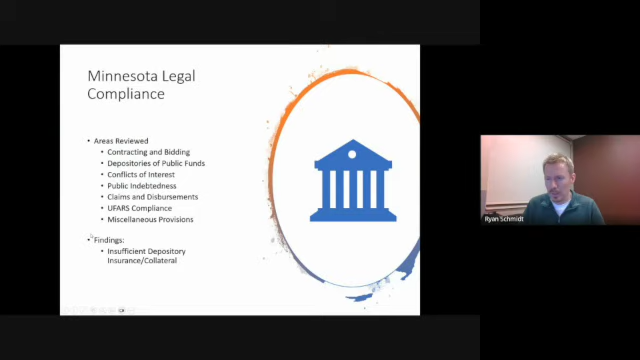 Minnesota Legal
Compliance
• Areas Reviewed
• Contracting and Bidding
• Depositories of Public Funds
• Conflicts of Interest
• Public Indebtedness
• Claims and Disbursements
• UFARS Compliance
• Miscellaneous Provisions
• Findings:
• Insufficient Depository
Insurance/Collateral
Ryan Schmidt